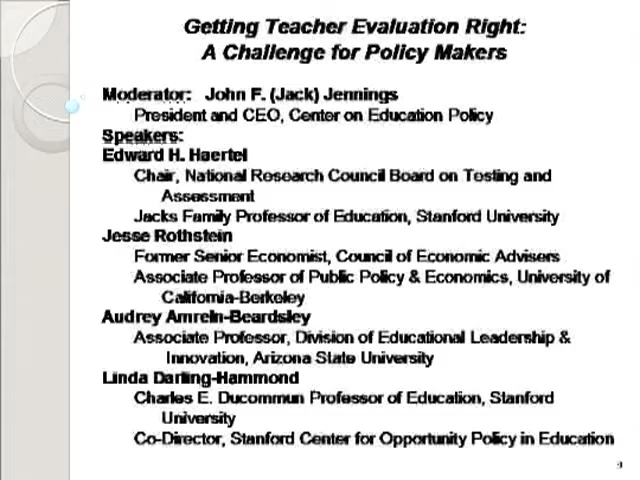 Getting Teacher Evaluation Right:
A Challenge for Policy Makers
Moderator: John F. (Jack) Jennings
President and CEO, Center on Education Policy
Speakers:
Edward H. Haertel
Chair, National Research Council Board on Testing and
Assessment
Jacks Family Professor of Education, Stanford University
Jesse Rothstein
Former Senior Economist, Council of Economic Advisers
Associate Professor of Public Policy & Economics, University of
California-Berkeley
Audrey Amrein-Beardsley
Associate Professor, Division of Educational Leadership &
Innovation, Arizona State University
Linda Darling-Hammond
Charles E. Ducommun Professor of Education, Stanford
University
Co-Director, Stanford Center for Opportunity Policy in Education